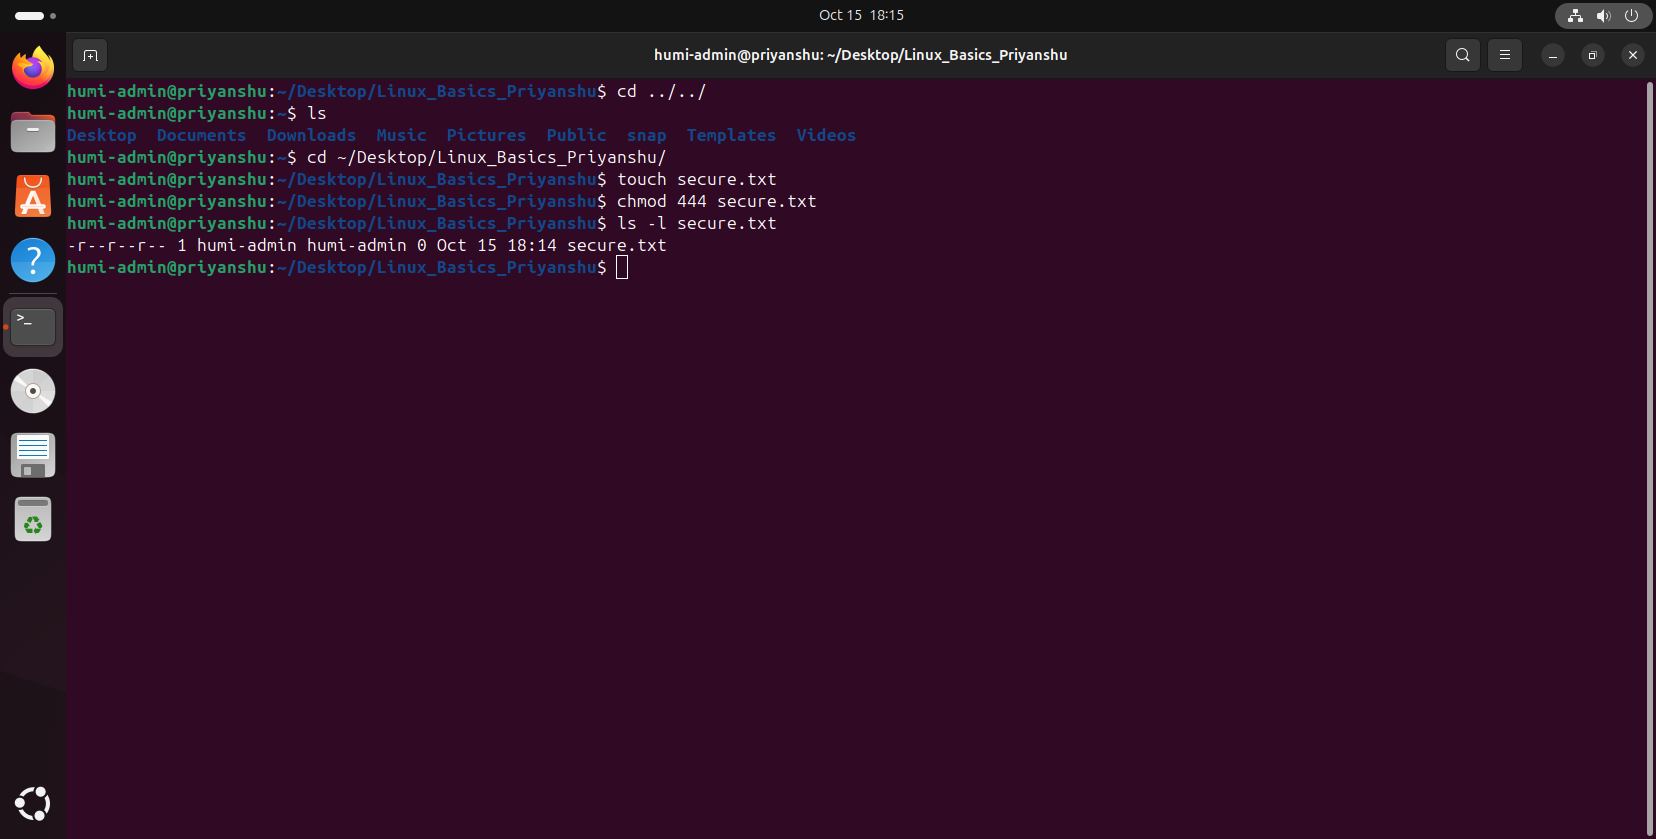 Oct 15 18:15
humi-admin@priyanshu: ~/Desktop/Linux_Basics_Priyanshu
humi-admin@priyanshu:~/Desktop/Linux_Basics_Priyanshu$ cd ../../
humi-admin@priyanshu:~$ ls
Desktop Documents Downloads Music Pictures Public snap Templates Videos
humi-admin@priyanshu:~$ cd ~/Desktop/Linux_Basics_Priyanshu/
humi-admin@priyanshu:~/Desktop/Linux_Basics_Priyanshu$ touch secure.txt
humi-admin@priyanshu:~/Desktop/Linux_Basics_Priyanshu$ chmod 444 secure.txt
humi-admin@priyanshu:~/Desktop/Linux_Basics_Priyanshu$ ls -l secure.txt
-r--r--r-- 1 humi-admin humi-admin 0 Oct 15 18:14 secure.txt
humi-admin@priyanshu:~/Desktop/Linux_Basics_Priyanshu$